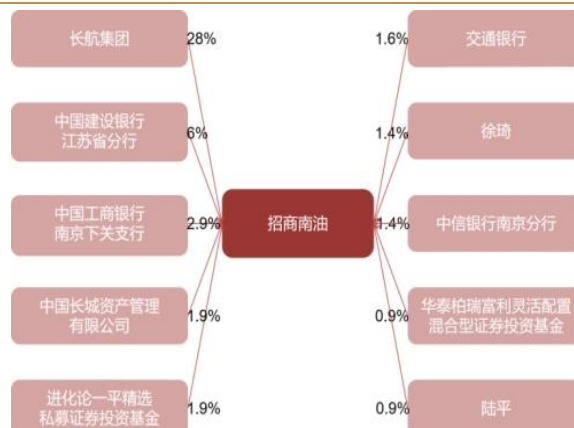 长航集团
28%
1.6%
交通银行
中国建设银行
江苏省分行
6%
1.4%
徐琦
中国工商银行
南京下关支行
2.9%
招商南油
1.4%
中信银行南京分行
中国长城资产管理
有限公司
1.9%
0.9%
华泰柏瑞富利灵活配置
混合型证券投资基金
进化论一平精选
私募证券投资基金
1.9%
0.9%
陆平